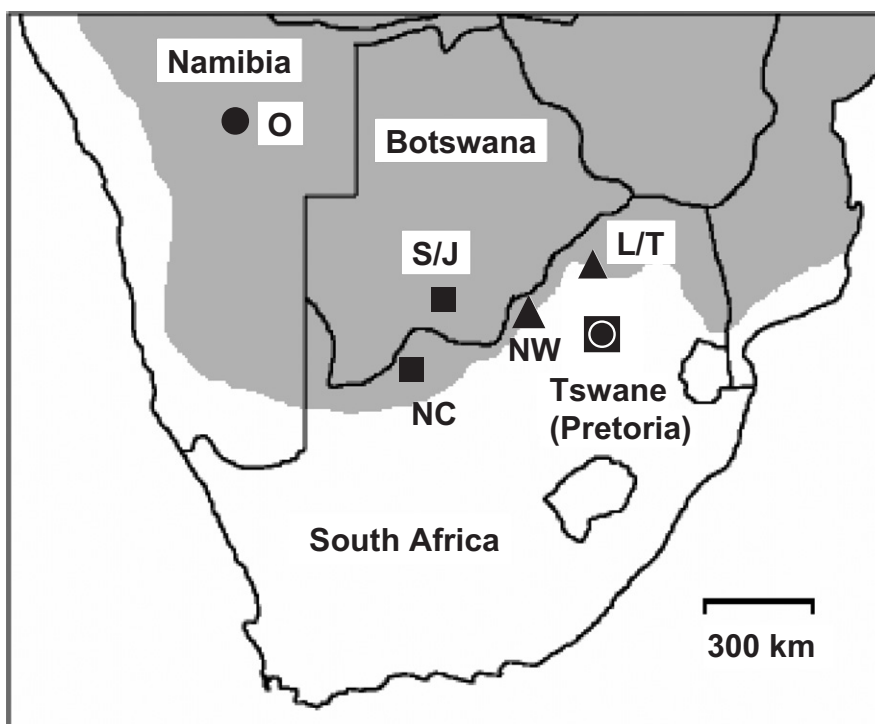 Namibia
O
Botswana
S/J
L/T
NW
NC
Tswane
(Pretoria)
South Africa
300 km